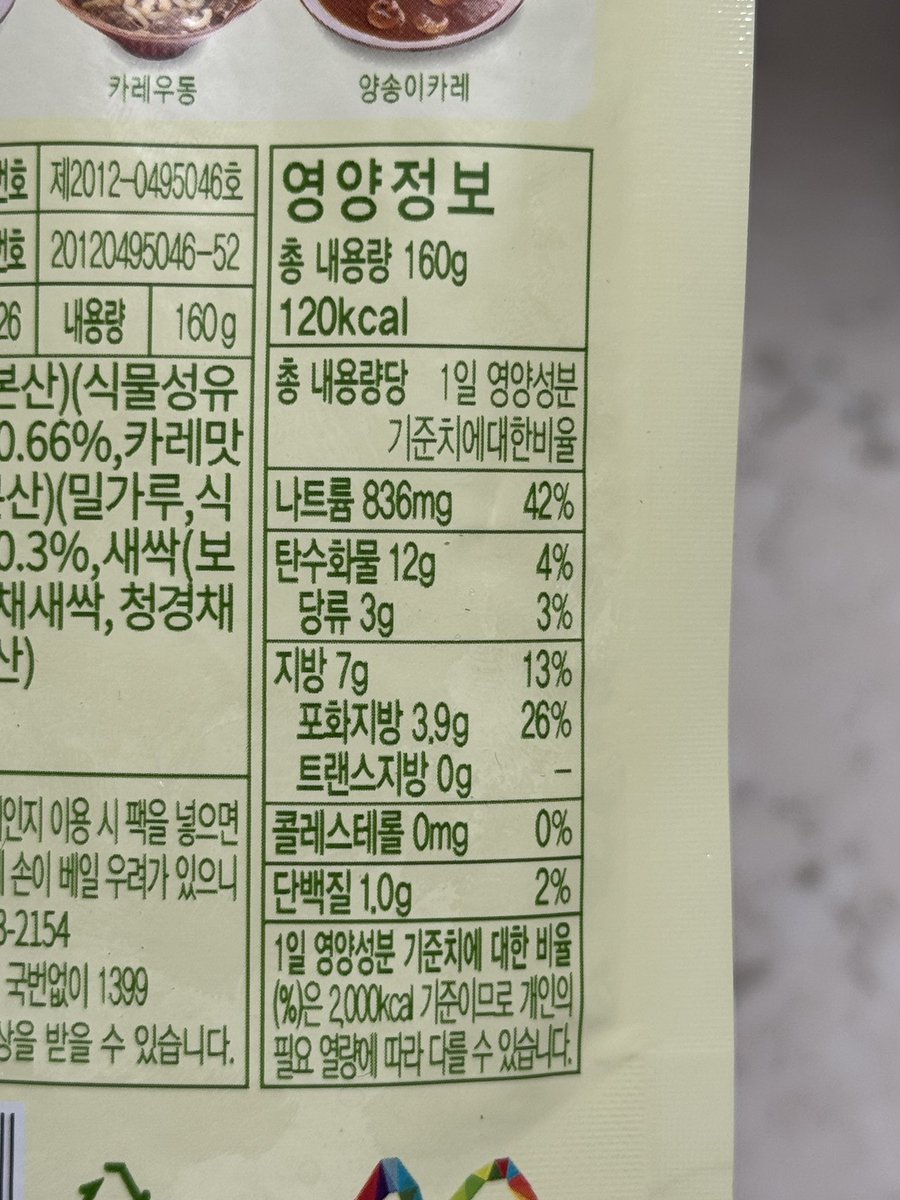 카레우동
양송이카레
번호 제2012-0495046호
번호 20120495046-52
26 내용량 160g
본산)(식물성유
0.66%,카레맛
산)(밀가루,식
0.3%,새싹(보
채새싹,청경채
산)
이용 시 팩을 넣으면
손이 베일 우려가 있으니
3-2154
국번없이 1399
상을 받을 수 있습니다.
영양정보
총 내용량 160g
120kcal
총 내용량당 1일 영양성분
기준치에대한비율
나트륨 836mg 42%
탄수화물 12g 4%
당류 3g 3%
지방 7g 13%
포화지방 3.9g 26%
트랜스지방 0g –
콜레스테롤 0mg 0%
단백질 1.0g 2%
1일 영양성분 기준치에 대한 비율
(%)은 2,000kcal 기준이므로 개인의
필요 열량에 따라 다를 수 있습니다.